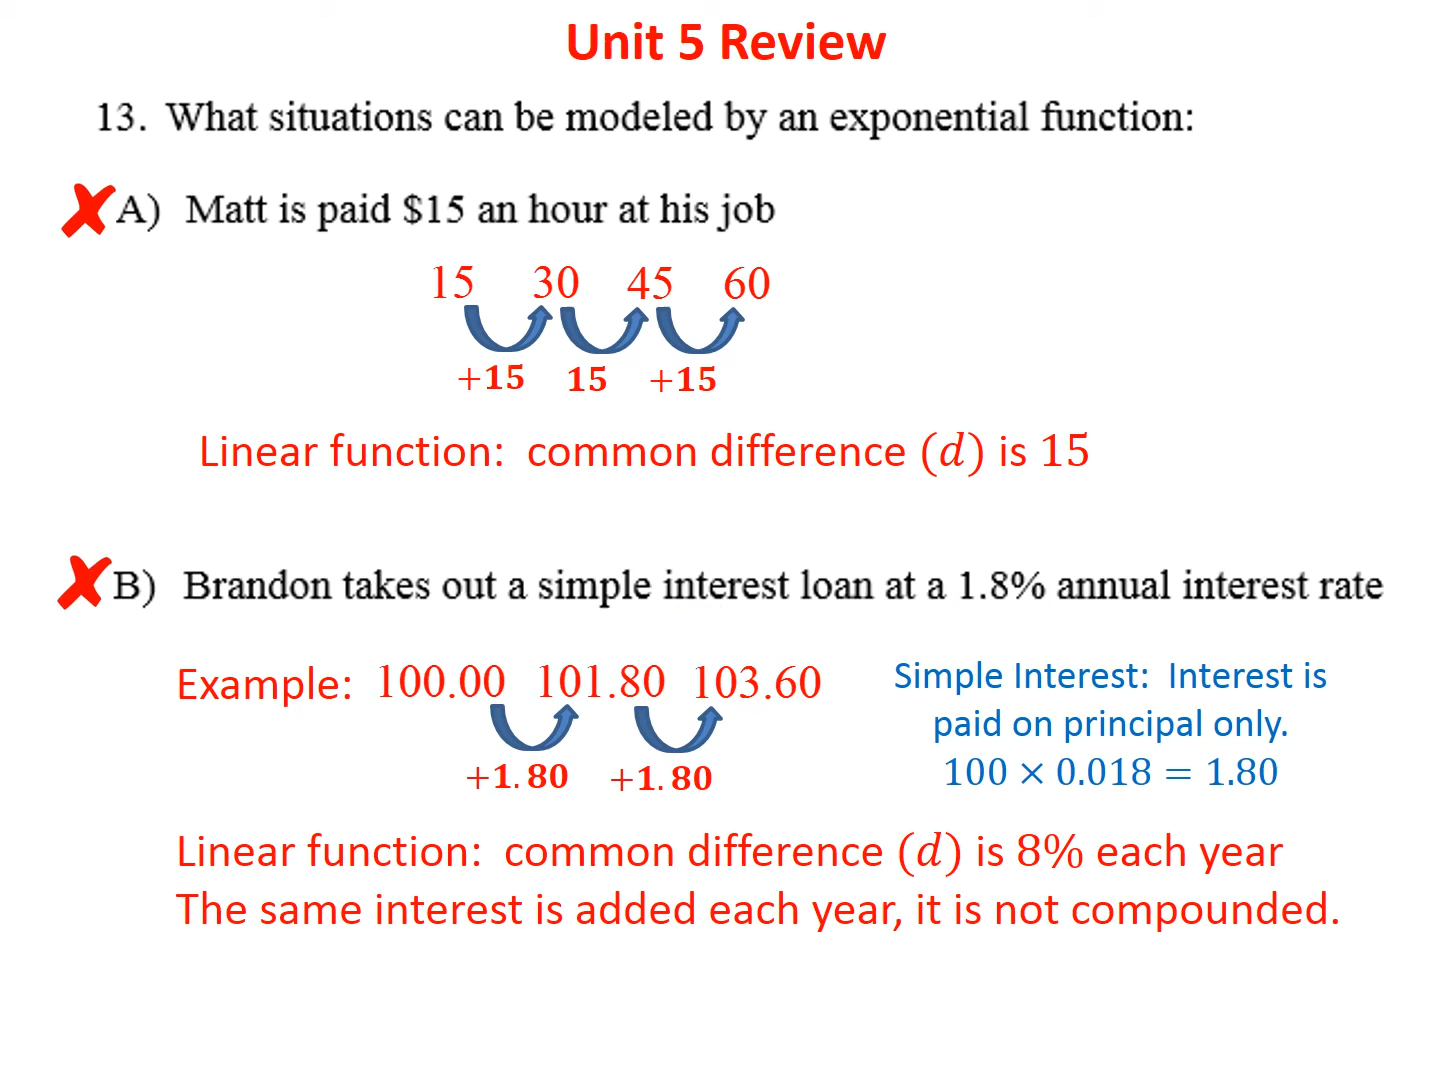 Unit 5 Review
13. What situations can be modeled by an exponential function:
✘ A) Matt is paid $15 an hour at his job
15 30 45 60
+15 15 +15
Linear function: common difference (d) is 15
✘ B) Brandon takes out a simple interest loan at a 1.8% annual interest rate
Example: 100.00 101.80 103.60
+1.80 +1.80
Simple Interest: Interest is
paid on principal only.
100 × 0.018 = 1.80
Linear function: common difference (d) is 8% each year
The same interest is added each year, it is not compounded.